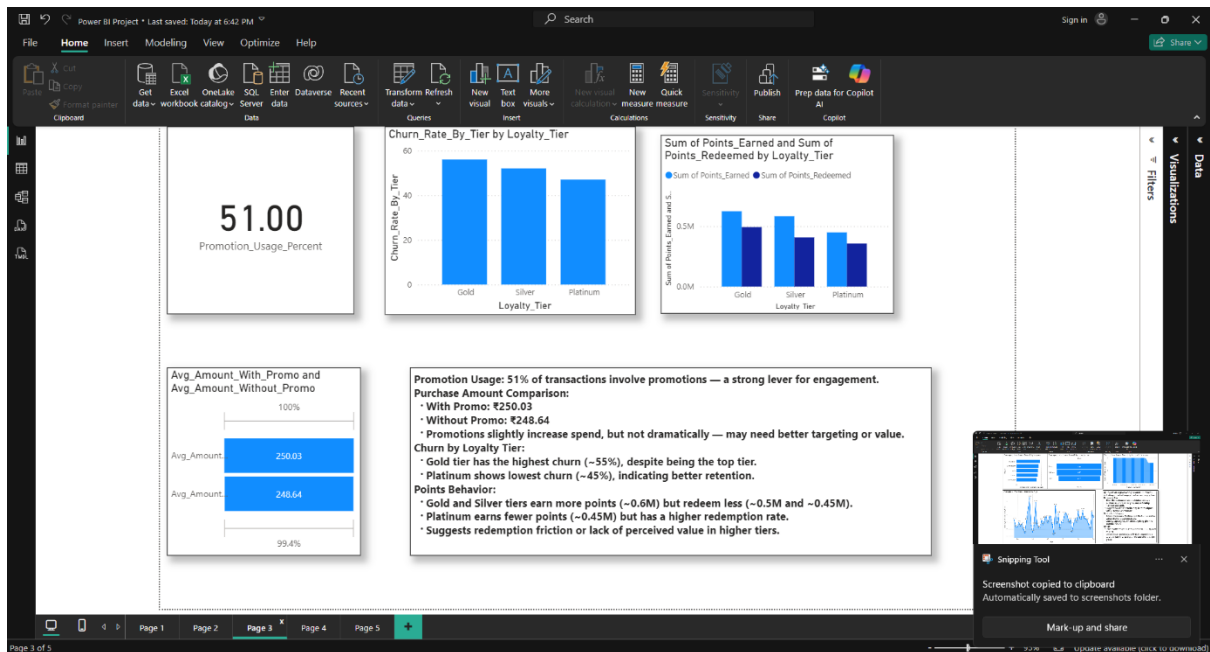 Power BI Project • Last saved: Today at 6:42 PM
Search
Sign in
File Home Insert Modeling View Optimize Help
Share
Paste
Cut
Copy
Format painter
Clipboard
Get data
Excel workbook
OneLake catalog
SQL Server
Enter data
Dataverse
Recent sources
Data
Transform data
Refresh
Queries
New visual
Text box
More visuals
Insert
New visual calculation
New measure
Quick measure
Calculations
Sensitivity
Sensitivity
Publish
Share
Prep data for AI
Copilot
Copilot
51.00
Promotion_Usage_Percent
Churn_Rate_By_Tier by Loyalty_Tier
Churn_Rate_By_Tier
60
40
20
0
Gold Silver Platinum
Loyalty_Tier
Sum of Points_Earned and Sum of
Points_Redeemed by Loyalty_Tier
Sum of Points_Earned Sum of Points_Redeemed
Sum of Points_Earned and S...
0.5M
0.0M
Gold Silver Platinum
Loyalty_Tier
Filters
Visualizations
Data
Avg_Amount_With_Promo and
Avg_Amount_Without_Promo
100%
Avg_Amount... 250.03
Avg_Amount... 248.64
99.4%
Promotion Usage: 51% of transactions involve promotions — a strong lever for engagement.
Purchase Amount Comparison:
· With Promo: ₹250.03
· Without Promo: ₹248.64
· Promotions slightly increase spend, but not dramatically — may need better targeting or value.
Churn by Loyalty Tier:
· Gold tier has the highest churn (~55%), despite being the top tier.
· Platinum shows lowest churn (~45%), indicating better retention.
Points Behavior:
· Gold and Silver tiers earn more points (~0.6M) but redeem less (~0.5M and ~0.45M).
· Platinum earns fewer points (~0.45M) but has a higher redemption rate.
· Suggests redemption friction or lack of perceived value in higher tiers.
Snipping Tool
Screenshot copied to clipboard
Automatically saved to screenshots folder.
Mark-up and share
Page 1 Page 2 Page 3 Page 4 Page 5
Page 3 of 5
95%
Update available (click to download)